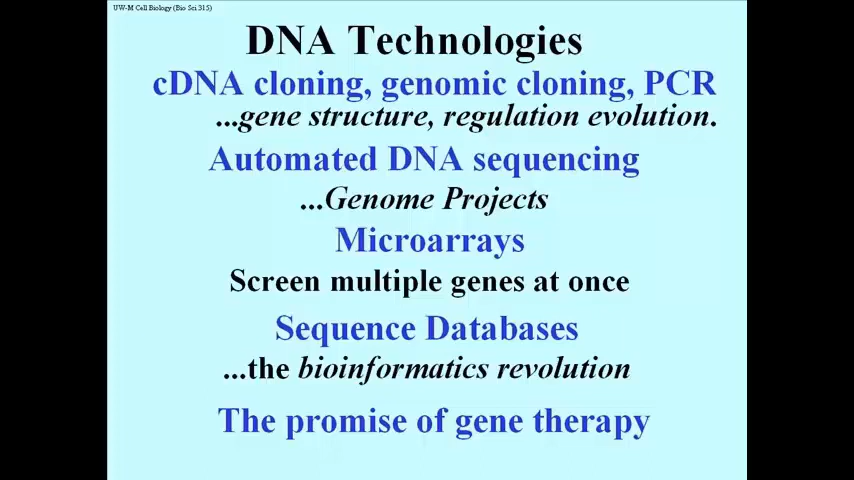 UW-M Cell Biology (Bio Sci 315)
DNA Technologies
cDNA cloning, genomic cloning, PCR
...gene structure, regulation evolution.
Automated DNA sequencing
...Genome Projects
Microarrays
Screen multiple genes at once
Sequence Databases
...the bioinformatics revolution
The promise of gene therapy